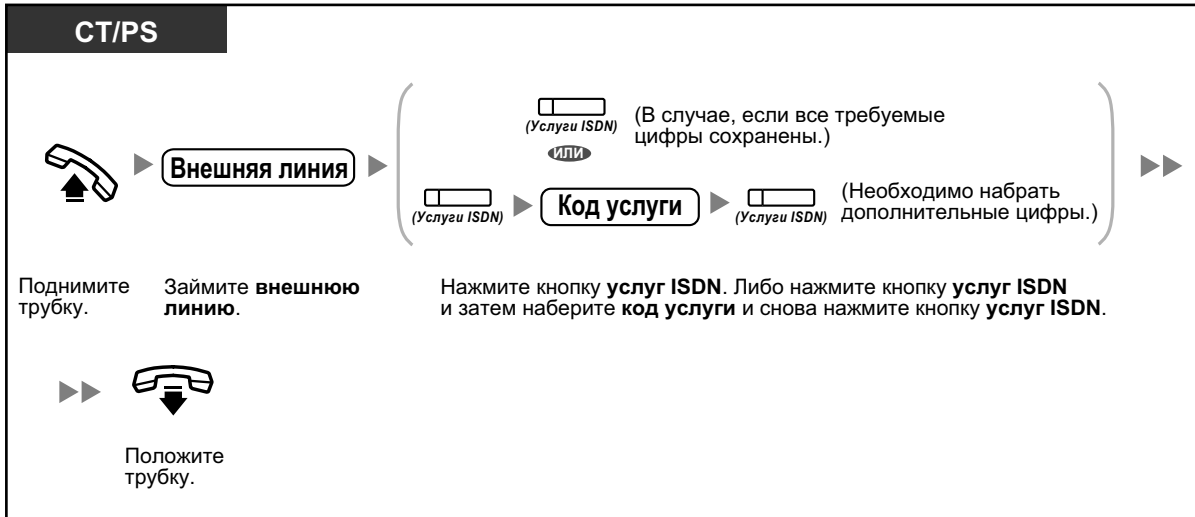 CT/PS
(Услуги ISDN)
(В случае, если все требуемые
цифры сохранены.)
ИЛИ
Внешняя линия
(Услуги ISDN)
Код услуги
(Услуги ISDN)
(Необходимо набрать
дополнительные цифры.)
Поднимите
трубку.
Займите внешнюю
линию.
Нажмите кнопку услуг ISDN. Либо нажмите кнопку услуг ISDN
и затем наберите код услуги и снова нажмите кнопку услуг ISDN.
Положите
трубку.